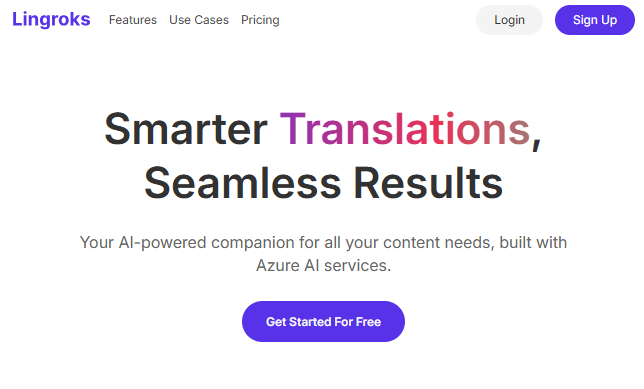 Lingroks Features Use Cases Pricing Login Sign Up
Smarter Translations,
Seamless Results
Your AI-powered companion for all your content needs, built with
Azure AI services.
Get Started For Free